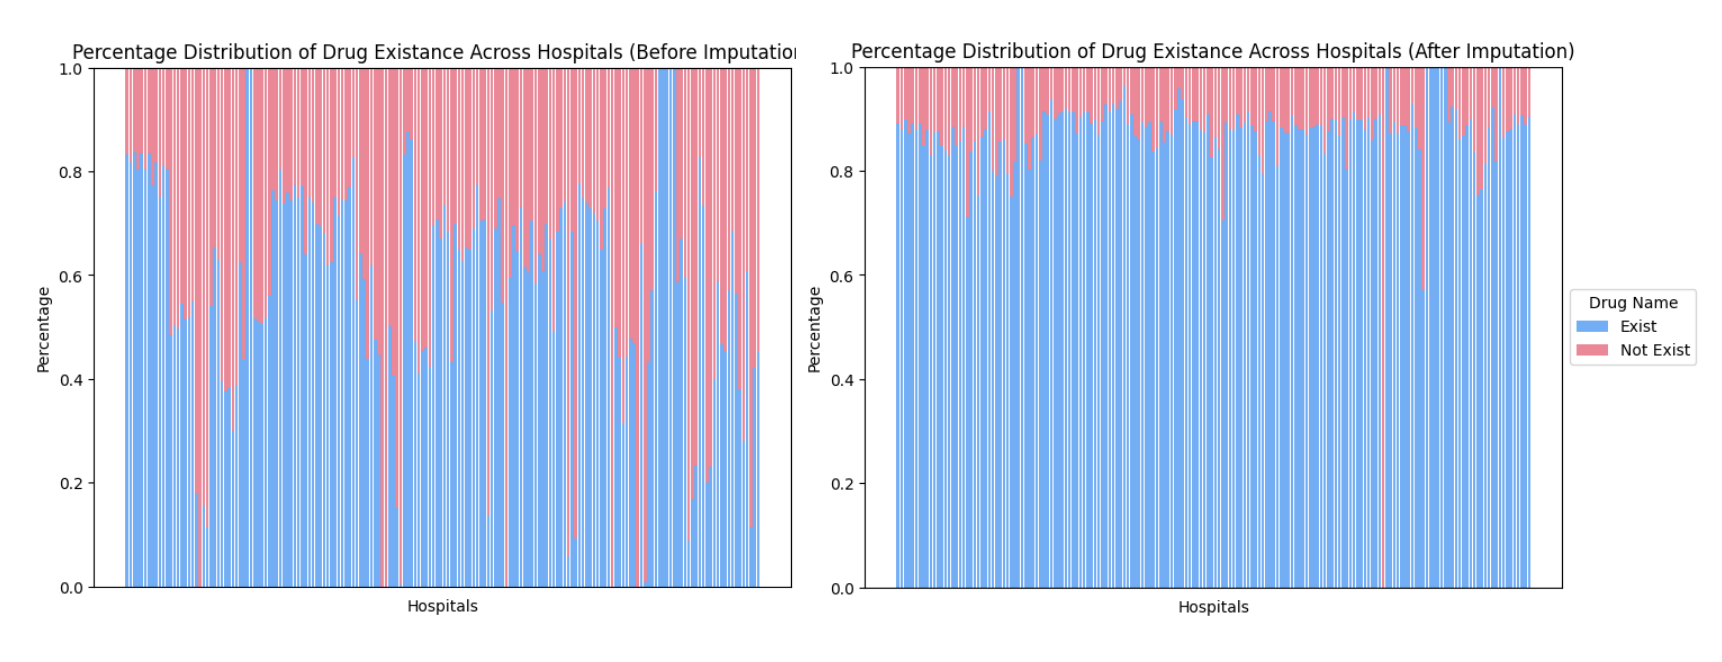 Percentage Distribution of Drug Existance Across Hospitals (Before Imputation
1.0
0.8
0.6
0.4
0.2
0.0
Percentage
Hospitals
Percentage Distribution of Drug Existance Across Hospitals (After Imputation)
1.0
0.8
0.6
0.4
0.2
0.0
Percentage
Hospitals
Drug Name
Exist
Not Exist